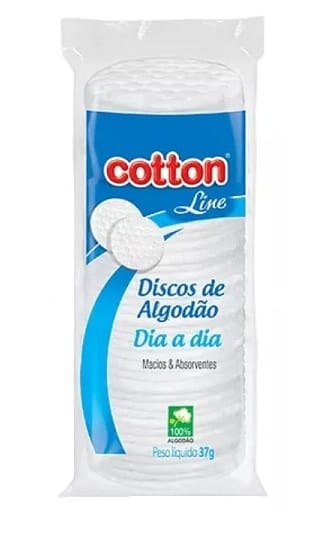 cotton
Line
Discos de
Algodão
Dia a dia
Macios & Absorventes
100%
ALGODÃO
Peso líquido 37g